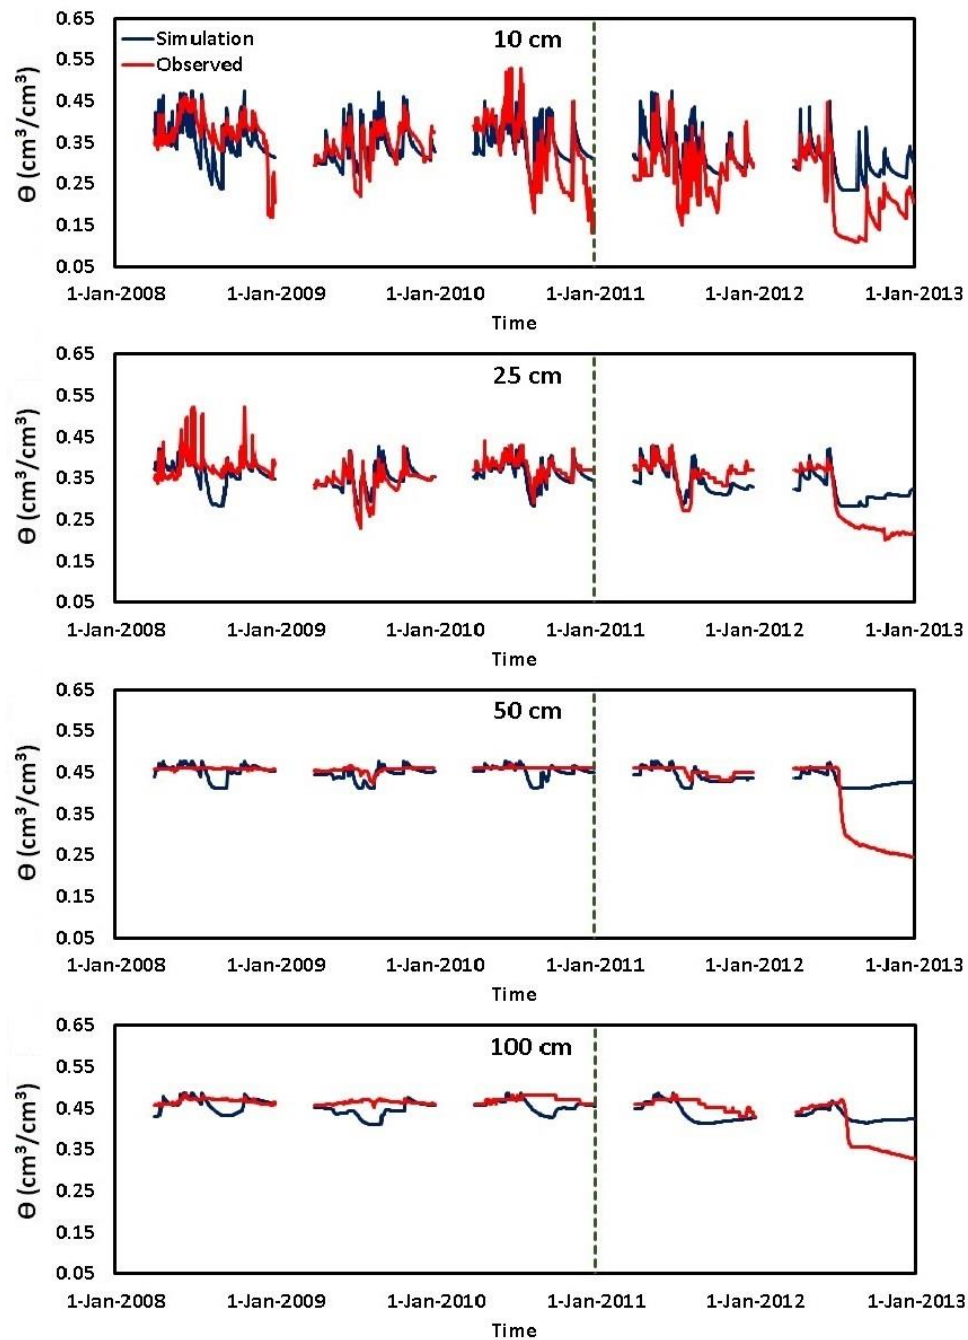 0.65
Simulation
Observed
10 cm
0.55
0.45
0.35
0.25
0.15
0.05
Ө (cm³/cm³)
1-Jan-2008 1-Jan-2009 1-Jan-2010 1-Jan-2011 1-Jan-2012 1-Jan-2013
Time
0.65
25 cm
0.55
0.45
0.35
0.25
0.15
0.05
Ө (cm³/cm³)
1-Jan-2008 1-Jan-2009 1-Jan-2010 1-Jan-2011 1-Jan-2012 1-Jan-2013
Time
0.65
50 cm
0.55
0.45
0.35
0.25
0.15
0.05
Ө (cm³/cm³)
1-Jan-2008 1-Jan-2009 1-Jan-2010 1-Jan-2011 1-Jan-2012 1-Jan-2013
Time
0.65
100 cm
0.55
0.45
0.35
0.25
0.15
0.05
Ө (cm³/cm³)
1-Jan-2008 1-Jan-2009 1-Jan-2010 1-Jan-2011 1-Jan-2012 1-Jan-2013
Time